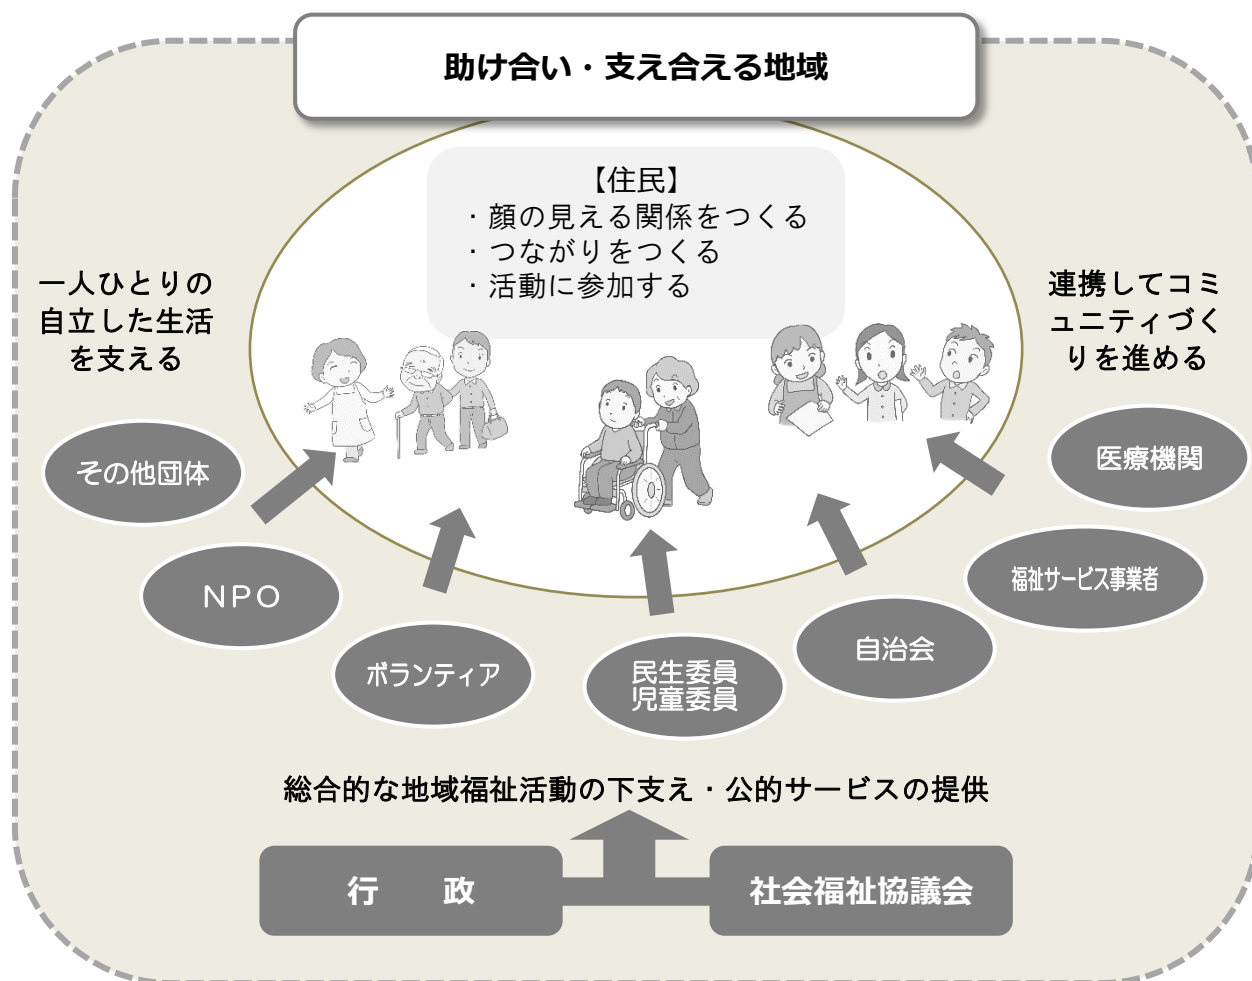 助け合い・支え合える地域
【住民】
・顔の見える関係をつくる
・つながりをつくる
・活動に参加する
一人ひとりの
自立した生活
を支える
連携してコミ
ュニティづく
りを進める
その他団体
NPO
ボランティア
民生委員
児童委員
自治会
福祉サービス事業者
医療機関
総合的な地域福祉活動の下支え・公的サービスの提供
行　　政
社会福祉協議会